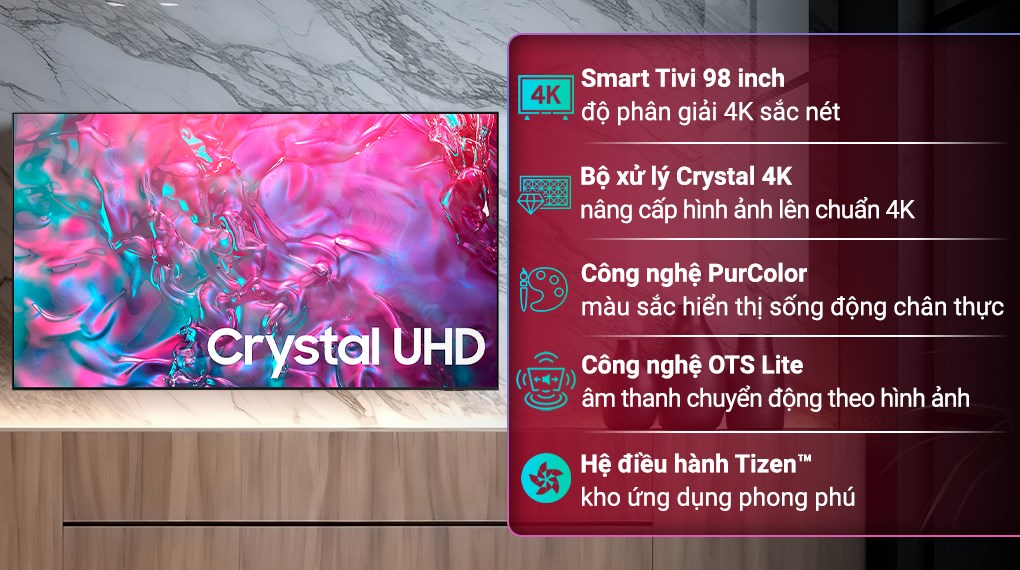 Crystal UHD
4K
Smart Tivi 98 inch
độ phân giải 4K sắc nét
Bộ xử lý Crystal 4K
nâng cấp hình ảnh lên chuẩn 4K
Công nghệ PurColor
màu sắc hiển thị sống động chân thực
Công nghệ OTS Lite
âm thanh chuyển động theo hình ảnh
Hệ điều hành Tizen™
kho ứng dụng phong phú